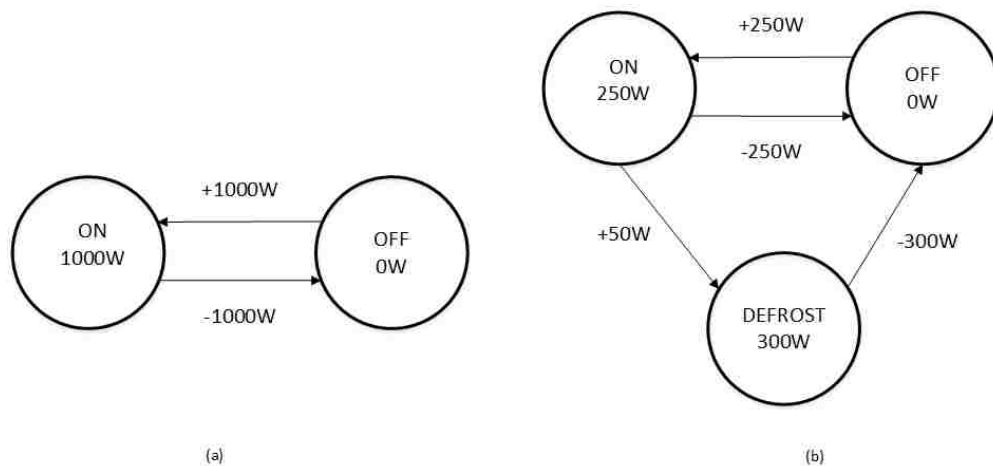 +1000W
ON
1000W
OFF
0W
-1000W
(a)
+250W
ON
250W
OFF
0W
-250W
+50W
-300W
DEFROST
300W
(b)